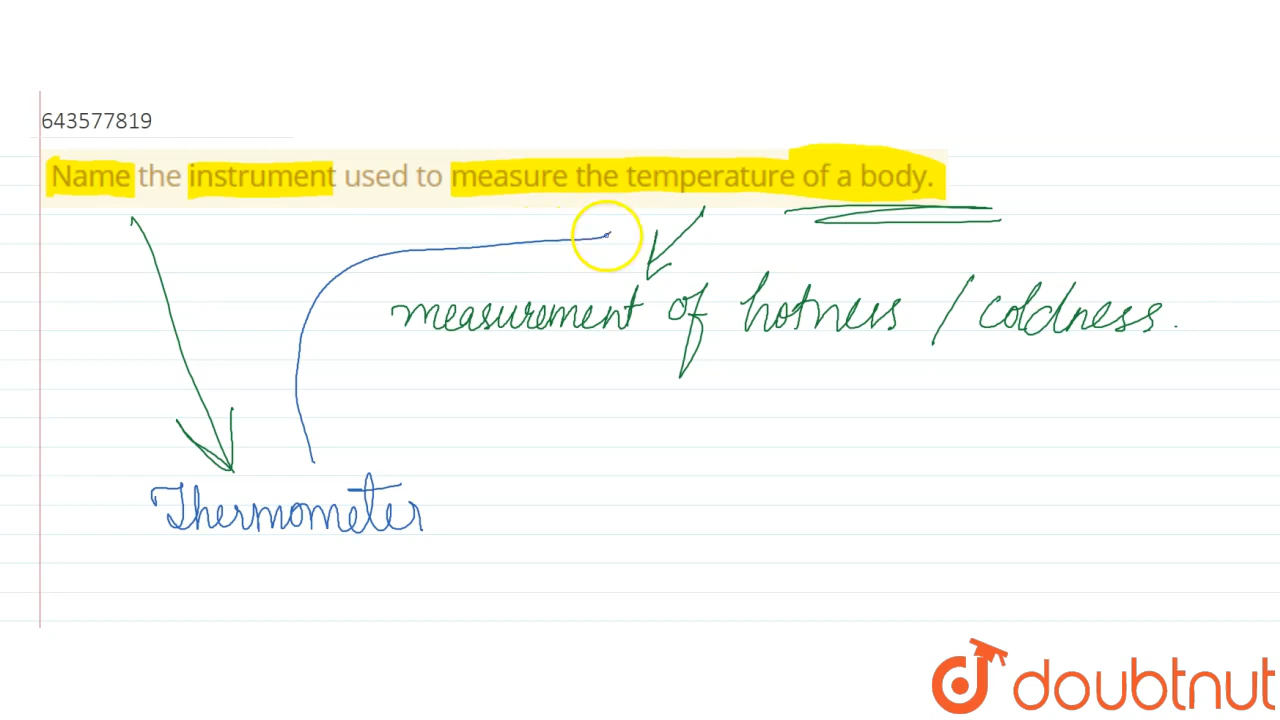 643577819
Name the instrument used to measure the temperature of a body.
measurement of hotness / coldness.
Thermometer
doubtnut